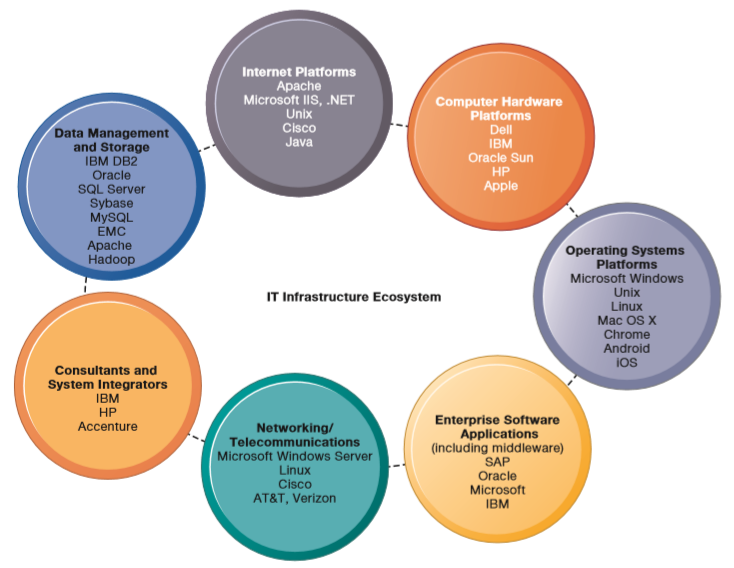 Internet Platforms
Apache
Microsoft IIS, .NET
Unix
Cisco
Java
Computer Hardware
Platforms
Dell
IBM
Oracle Sun
HP
Apple
Data Management
and Storage
IBM DB2
Oracle
SQL Server
Sybase
MySQL
EMC
Apache
Hadoop
Operating Systems
Platforms
Microsoft Windows
Unix
Linux
Mac OS X
Chrome
Android
iOS
IT Infrastructure Ecosystem
Consultants and
System Integrators
IBM
HP
Accenture
Networking/
Telecommunications
Microsoft Windows Server
Linux
Cisco
AT&T, Verizon
Enterprise Software
Applications
(including middleware)
SAP
Oracle
Microsoft
IBM